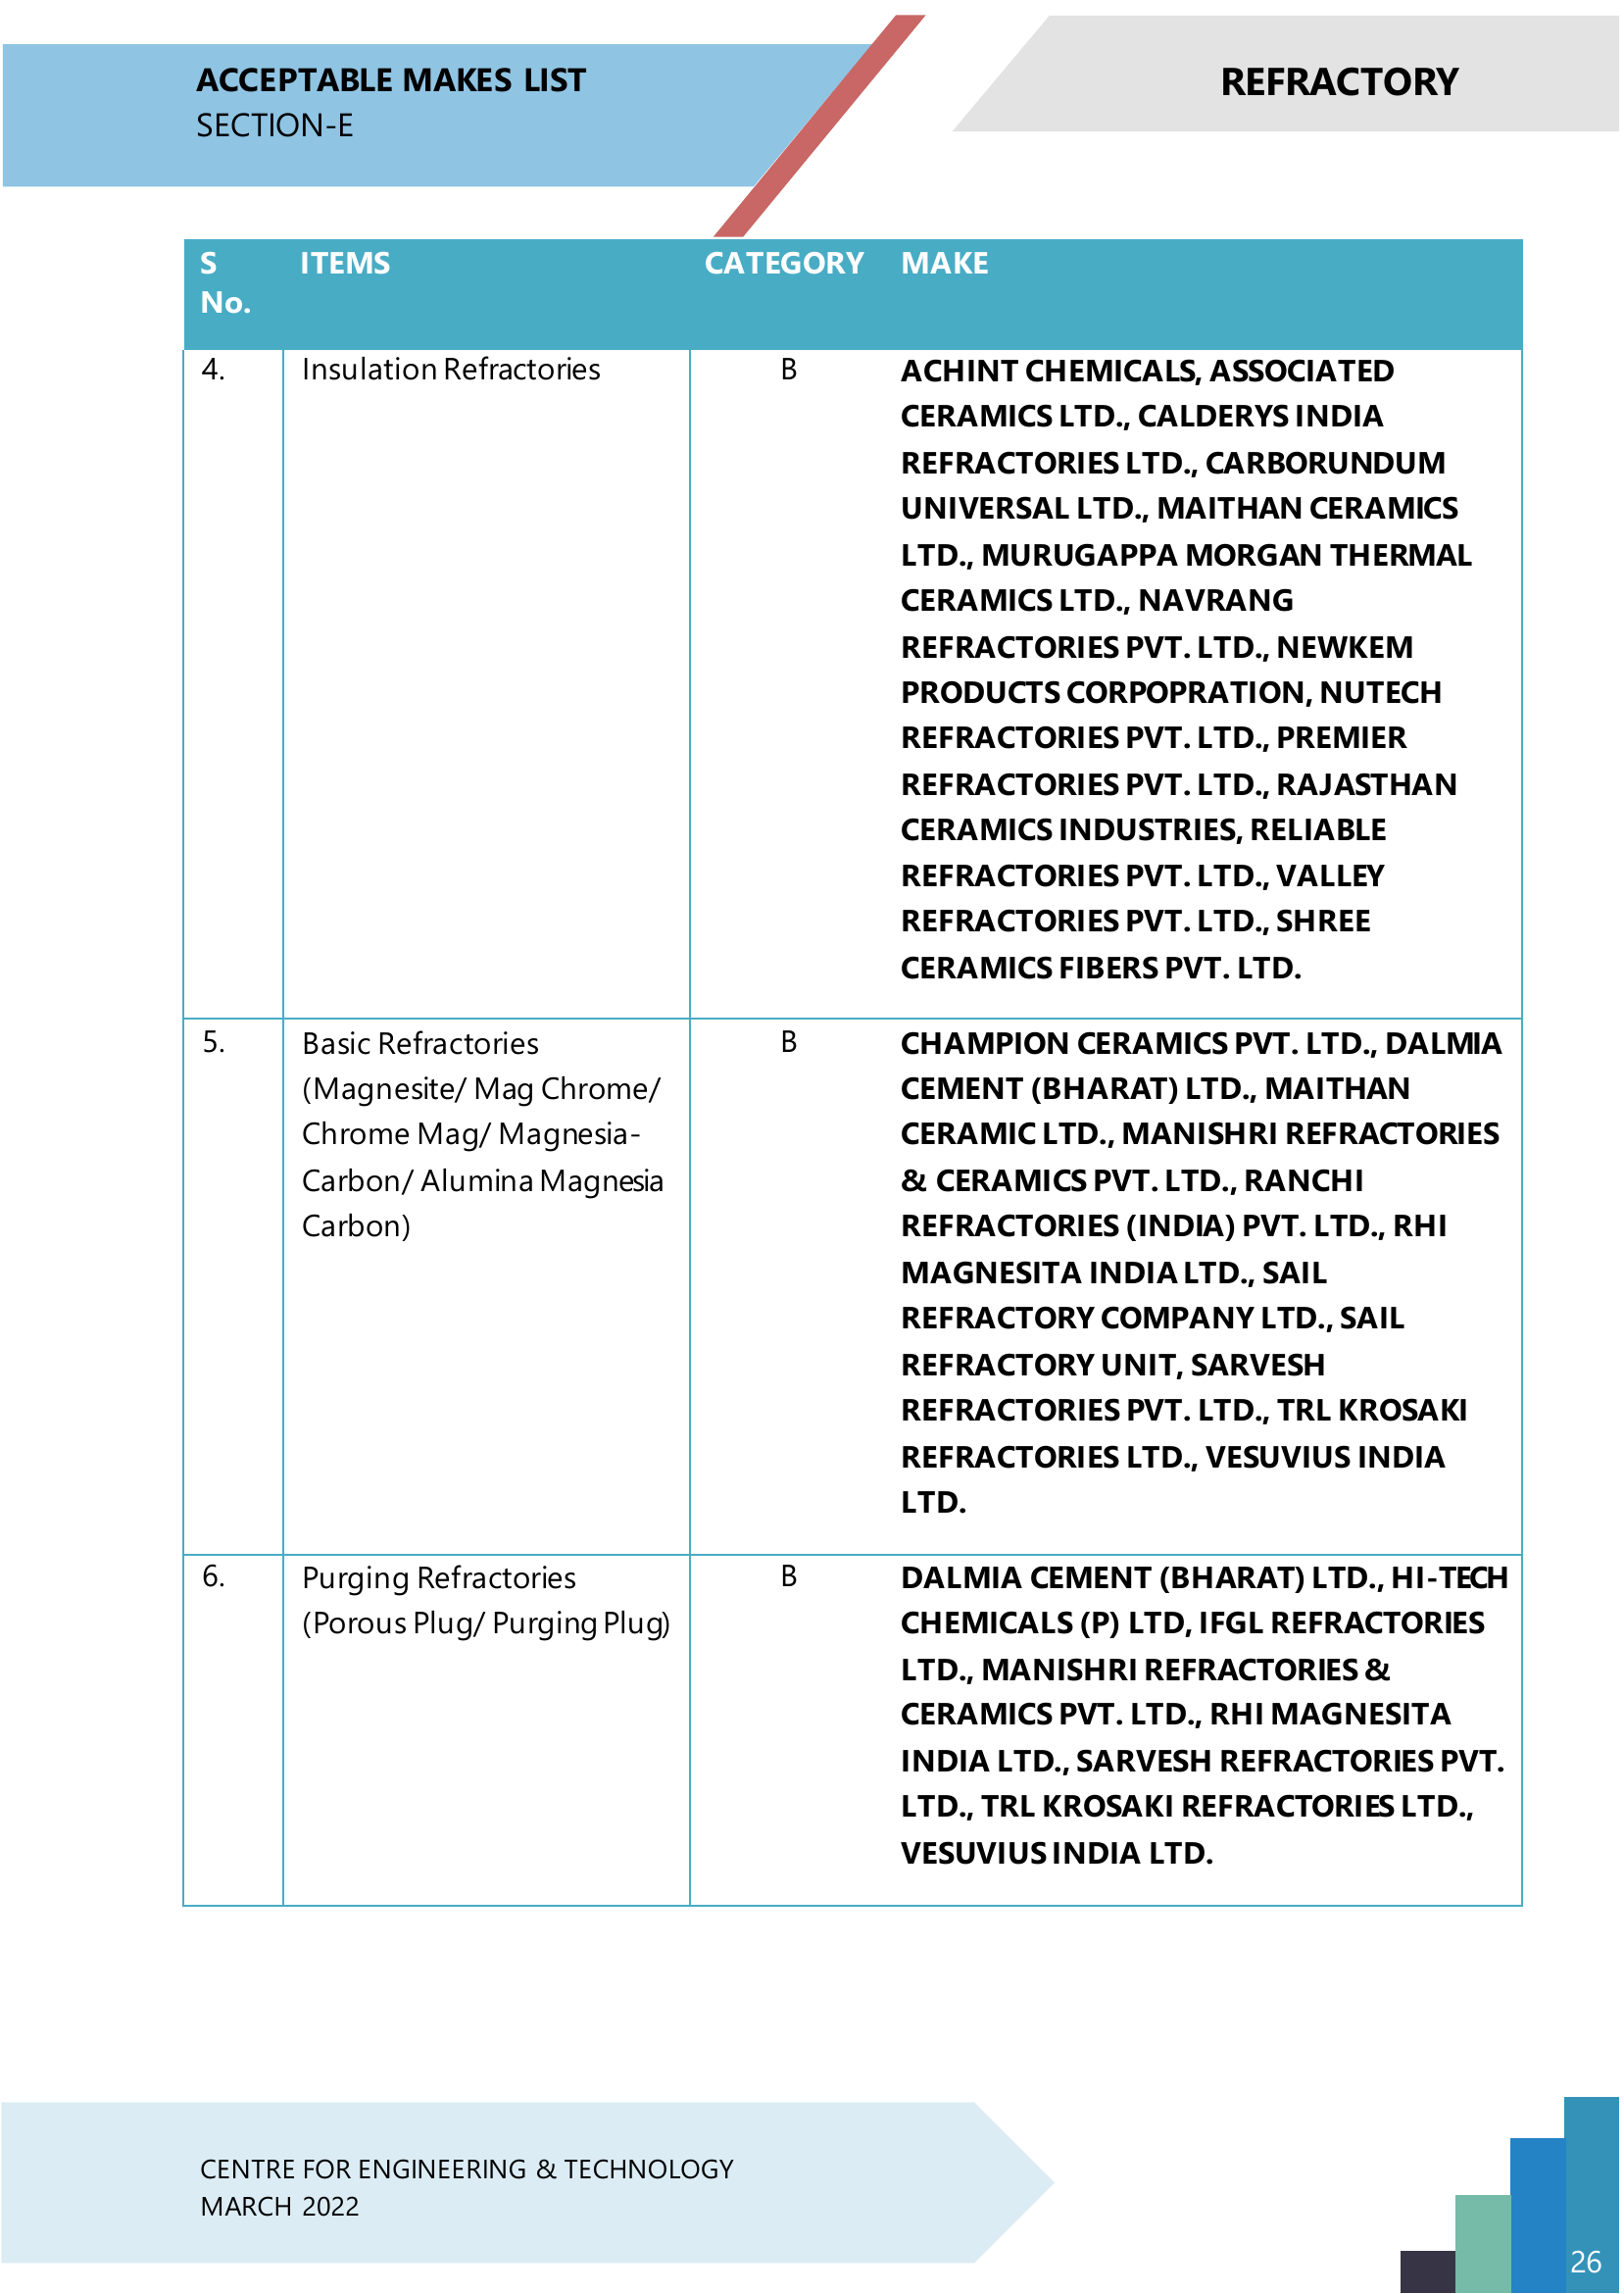 ACCEPTABLE MAKES LIST
SECTION-E
REFRACTORY
S No. ITEMS CATEGORY MAKE
4. Insulation Refractories B ACHINT CHEMICALS, ASSOCIATED
CERAMICS LTD., CALDERYS INDIA
REFRACTORIES LTD., CARBORUNDUM
UNIVERSAL LTD., MAITHAN CERAMICS
LTD., MURUGAPPA MORGAN THERMAL
CERAMICS LTD., NAVRANG
REFRACTORIES PVT. LTD., NEWKEM
PRODUCTS CORPOPRATION, NUTECH
REFRACTORIES PVT. LTD., PREMIER
REFRACTORIES PVT. LTD., RAJASTHAN
CERAMICS INDUSTRIES, RELIABLE
REFRACTORIES PVT. LTD., VALLEY
REFRACTORIES PVT. LTD., SHREE
CERAMICS FIBERS PVT. LTD.
5. Basic Refractories
(Magnesite/ Mag Chrome/
Chrome Mag/ Magnesia-
Carbon/ Alumina Magnesia
Carbon)
B
CHAMPION CERAMICS PVT. LTD., DALMIA
CEMENT (BHARAT) LTD., MAITHAN
CERAMIC LTD., MANISHRI REFRACTORIES
& CERAMICS PVT. LTD., RANCHI
REFRACTORIES (INDIA) PVT. LTD., RHI
MAGNESITA INDIA LTD., SAIL
REFRACTORY COMPANY LTD., SAIL
REFRACTORY UNIT, SARVESH
REFRACTORIES PVT. LTD., TRL KROSAKI
REFRACTORIES LTD., VESUVIUS INDIA
LTD.
6. Purging Refractories
(Porous Plug/ Purging Plug)
B
DALMIA CEMENT (BHARAT) LTD., HI-TECH
CHEMICALS (P) LTD, IFGL REFRACTORIES
LTD., MANISHRI REFRACTORIES &
CERAMICS PVT. LTD., RHI MAGNESITA
INDIA LTD., SARVESH REFRACTORIES PVT.
LTD., TRL KROSAKI REFRACTORIES LTD.,
VESUVIUS INDIA LTD.
CENTRE FOR ENGINEERING & TECHNOLOGY
MARCH 2022
26